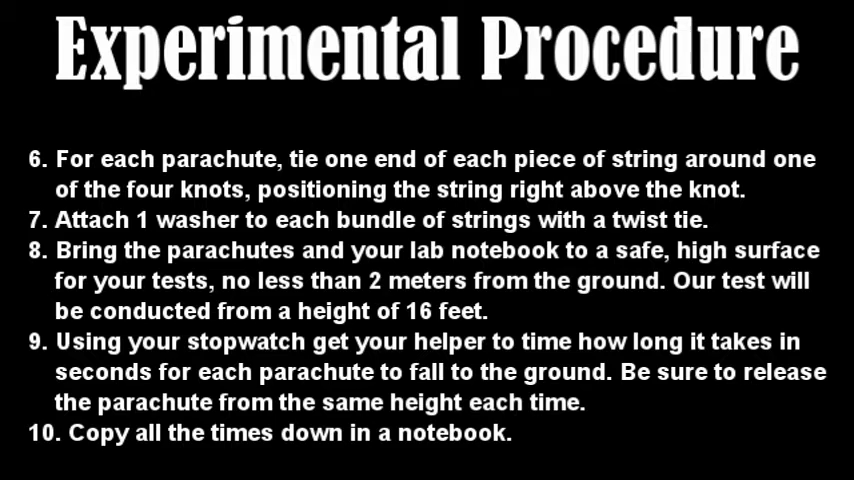 Experimental Procedure
6. For each parachute, tie one end of each piece of string around one
of the four knots, positioning the string right above the knot.
7. Attach 1 washer to each bundle of strings with a twist tie.
8. Bring the parachutes and your lab notebook to a safe, high surface
for your tests, no less than 2 meters from the ground. Our test will
be conducted from a height of 16 feet.
9. Using your stopwatch get your helper to time how long it takes in
seconds for each parachute to fall to the ground. Be sure to release
the parachute from the same height each time.
10. Copy all the times down in a notebook.